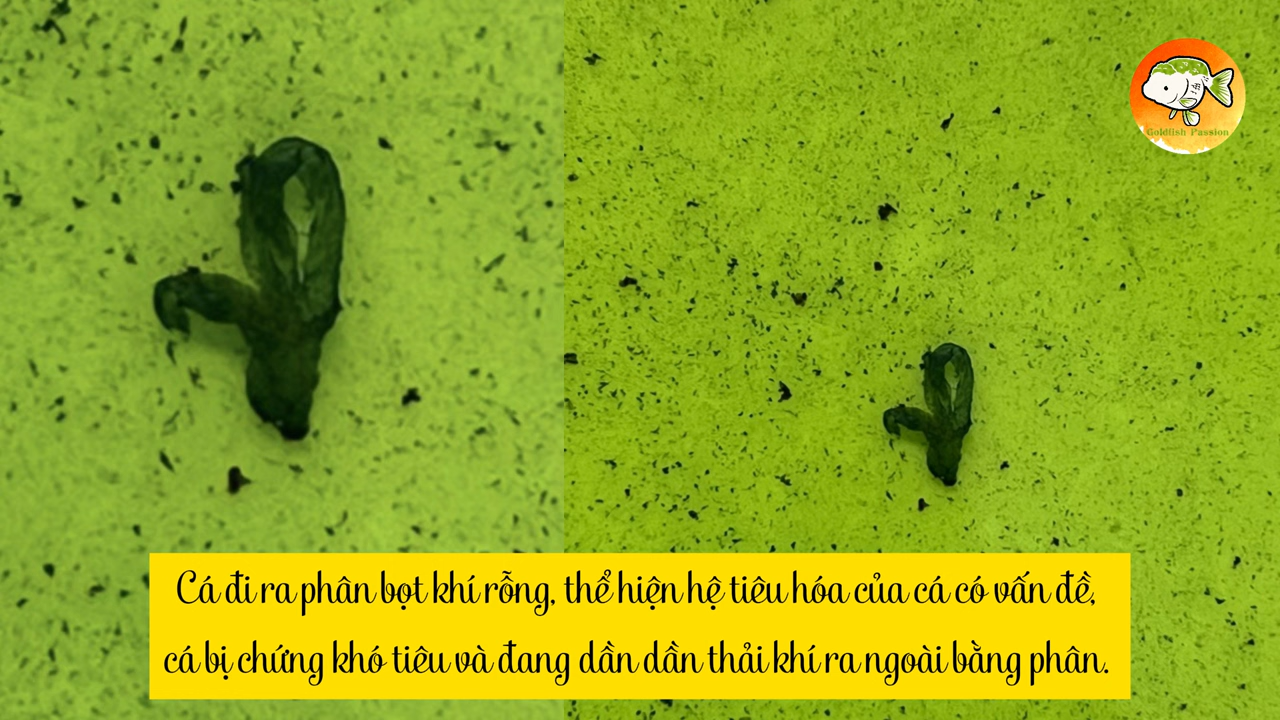 Goldfish Passion
Cá đi ra phân bọt khí rỗng, thể hiện hệ tiêu hóa của cá có vấn đề,
cá bị chứng khó tiêu và đang dần dần thải khí ra ngoài bằng phân.